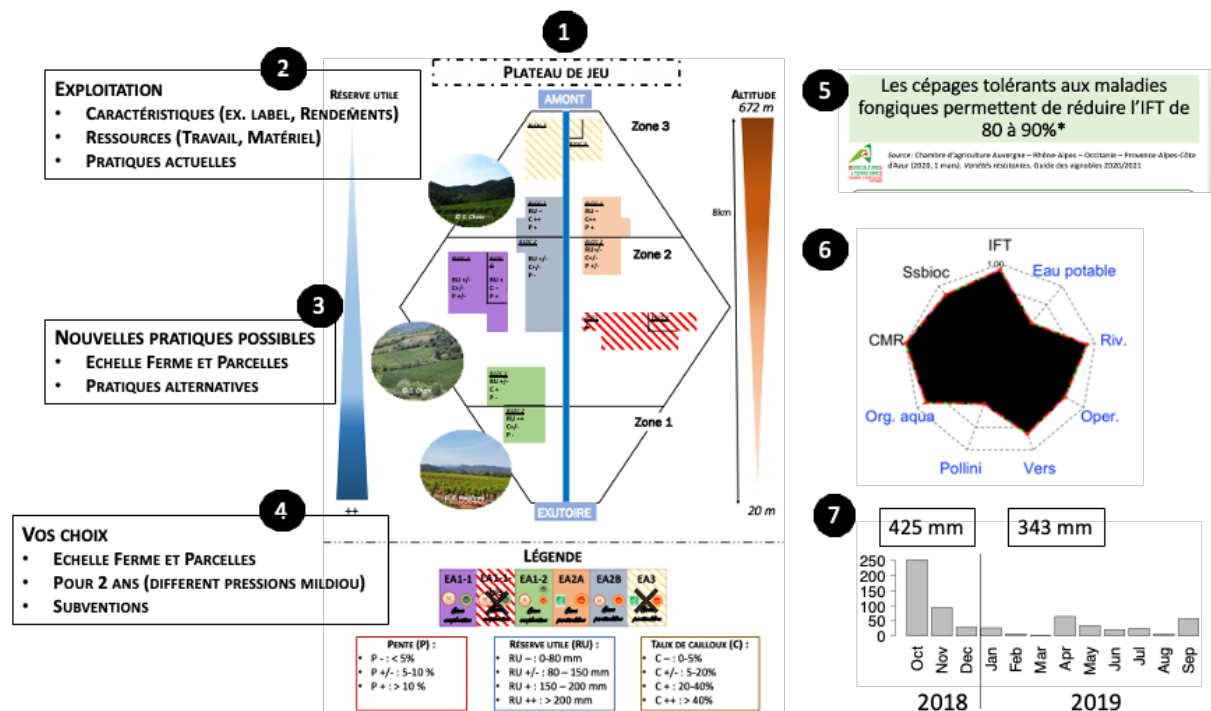 1
PLATEAU DE JEU
2
EXPLOITATION
• CARACTÉRISTIQUES (EX. LABEL, RENDEMENTS)
• RESSOURCES (TRAVAIL, MATÉRIEL)
• PRATIQUES ACTUELLES
RÉSERVE UTILE
AMONT
ALTITUDE
672 m
Zone 3
8km
RU –
C ++
P +
RU –
C++
P +
Zone 2
RU +/-
C+/-
P -
RU+/-
C+/-
P +/-
RU +/-
C+/-
P +/-
RU +
C –
P +
3
NOUVELLES PRATIQUES POSSIBLES
• ECHELLE FERME ET PARCELLES
• PRATIQUES ALTERNATIVES
RU +/-
C +
P -
RU ++
C+/-
P -
Zone 1
EXUTOIRE
++
20 m
4
VOS CHOIX
• ECHELLE FERME ET PARCELLES
• POUR 2 ANS (DIFFERENT PRESSIONS MILDIOU)
• SUBVENTIONS
LÉGENDE
EA1-1
EA1-1-
EA1-2
EA2A
EA2B
EA3
PENTE (P) :
• P - : < 5%
• P +/- : 5-10 %
• P + : > 10 %
RÉSERVE UTILE (RU) :
• RU – : 0-80 mm
• RU +/- : 80 – 150 mm
• RU + : 150 – 200 mm
• RU ++ : > 200 mm
TAUX DE CAILLOUX (C) :
• C – : 0-5%
• C +/- : 5-20%
• C + : 20-40%
• C ++ : > 40%
5
Les cépages tolérants aux maladies
fongiques permettent de réduire l'IFT de
80 à 90%*
Source: Chambre d'agriculture Auvergne – Rhône-Alpes – Occitanie – Provence-Alpes-Côte
d'Azur (2020, 1 mars). Variétés résistantes. Guide des vignobles 2020/2021
6
IFT
1.00
Ssbioc
Eau potable
CMR
Riv.
Org. aqua
Oper.
Pollini
Vers
7
425 mm
343 mm
250
200
150
100
50
0
Oct
Nov
Dec
Jan
Feb
Mar
Apr
May
Jun
Jul
Aug
Sep
2018
2019